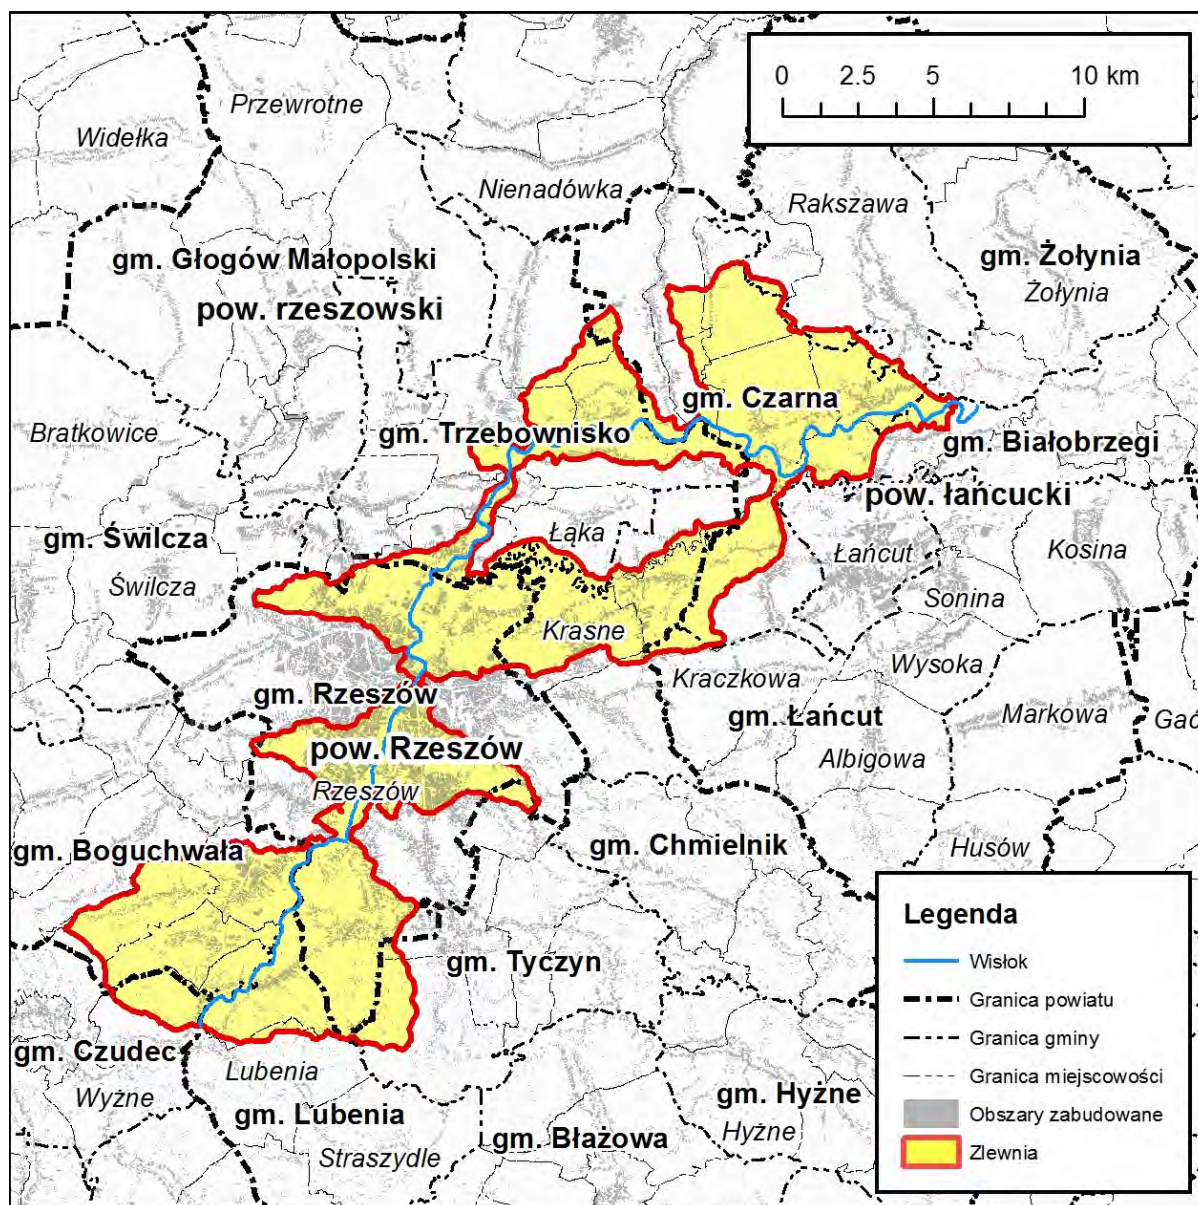 0 2.5 5 10 km
Przewrotne
Widełka
Nienadówka
Rakszawa
gm. Głogów Małopolski
gm. Żołynia
Żołynia
pow. rzeszowski
gm. Czarna
Bratkowice
gm. Trzebownisko
gm. Białobrzegi
pow. łańcucki
gm. Świlcza
Łąka
Łańcut
Kosina
Świlcza
Sonina
Krasne
Wysoka
Kraczkowa
gm. Rzeszów
gm. Łańcut
Markowa
Gać
pow. Rzeszów
Albigowa
Rzeszów
gm. Boguchwała
gm. Chmielnik
Husów
gm. Tyczyn
gm. Czudec
Lubenia
Wyżne
gm. Lubenia
gm. Hyżne
Hyżne
gm. Błażowa
Straszydle
Legenda
Wisłok
Granica powiatu
Granica gminy
Granica miejscowości
Obszary zabudowane
Zlewnia